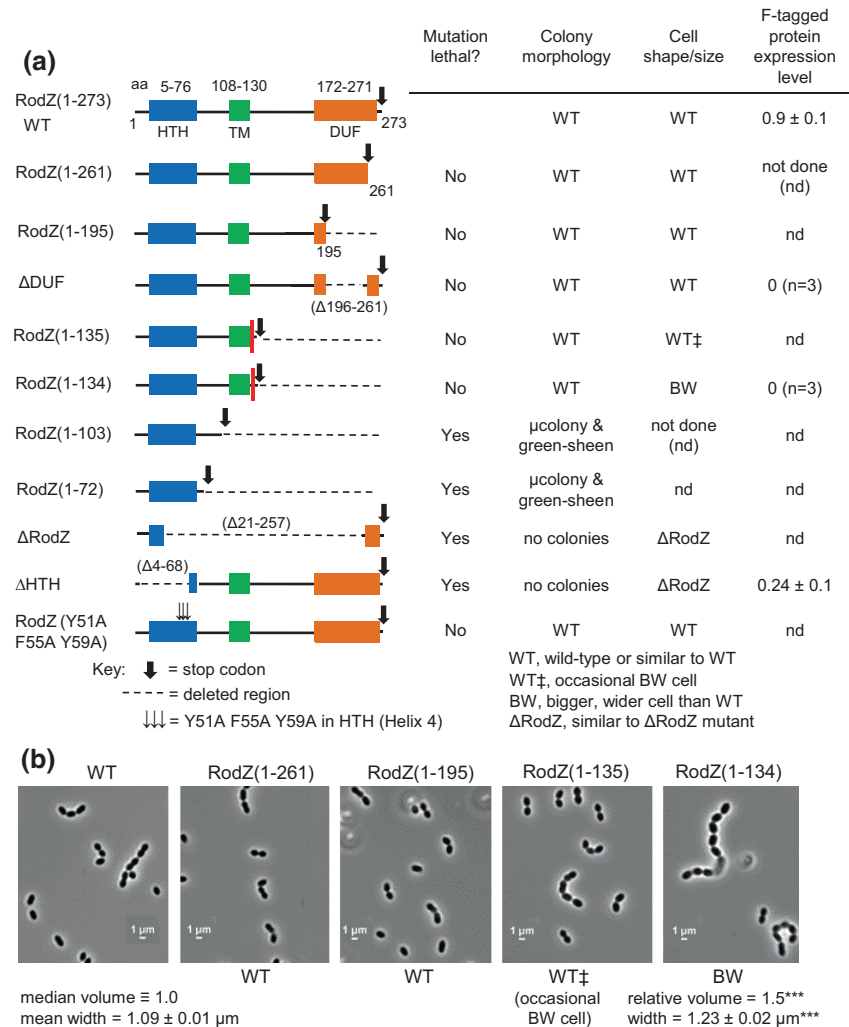 (a)
Mutation lethal?
Colony morphology
Cell shape/size
F-tagged protein expression level
aa 5-76 108-130 172-271
RodZ(1-273) WT 1 HTH TM DUF 273 WT WT 0.9 ± 0.1
RodZ(1-261) 261 No WT WT not done (nd)
RodZ(1-195) 195 No WT WT nd
ΔDUF (Δ196-261) No WT WT 0 (n=3)
RodZ(1-135) No WT WT‡ nd
RodZ(1-134) No WT BW 0 (n=3)
RodZ(1-103) Yes µcolony & green-sheen not done (nd) nd
RodZ(1-72) Yes µcolony & green-sheen nd nd
ΔRodZ (Δ21-257) Yes no colonies ΔRodZ nd
ΔHTH (Δ4-68) Yes no colonies ΔRodZ 0.24 ± 0.1
RodZ (Y51A F55A Y59A) No WT WT nd
Key: = stop codon
= deleted region
= Y51A F55A Y59A in HTH (Helix 4)
WT, wild-type or similar to WT
WT‡, occasional BW cell
BW, bigger, wider cell than WT
ΔRodZ, similar to ΔRodZ mutant
(b)
WT RodZ(1-261) RodZ(1-195) RodZ(1-135) RodZ(1-134)
1 µm 1 µm 1 µm 1 µm 1 µm
WT WT WT‡ BW
(occasional BW cell)
median volume ≡ 1.0
mean width = 1.09 ± 0.01 µm
relative volume = 1.5***
width = 1.23 ± 0.02 µm***